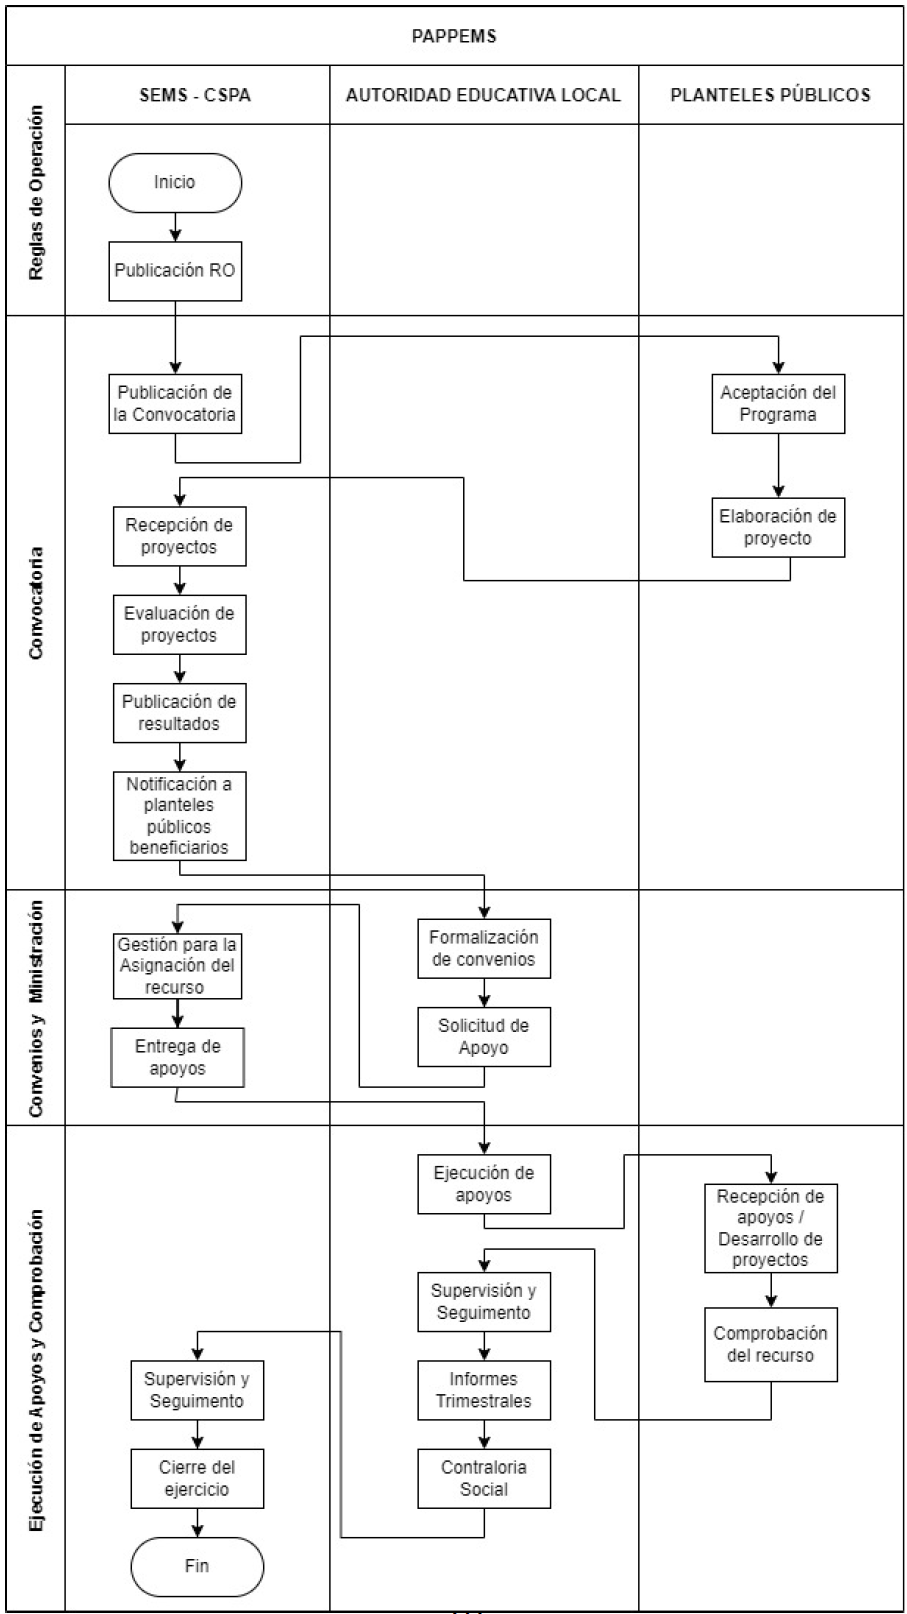 PAPPEMS
SEMS - CSPA
AUTORIDAD EDUCATIVA LOCAL
PLANTELES PÚBLICOS
Reglas de Operación
Inicio
Publicación RO
Convocatoria
Publicación de
la Convocatoria
Aceptación del
Programa
Elaboración de
proyecto
Recepción de
proyectos
Evaluación de
proyectos
Publicación de
resultados
Notificación a
planteles
públicos
beneficiarios
Convenios y Ministración
Formalización
de convenios
Solicitud de
Apoyo
Gestión para la
Asignación del
recurso
Entrega de
apoyos
Ejecución de Apoyos y Comprobación
Ejecución de
apoyos
Recepción de
apoyos /
Desarrollo de
proyectos
Comprobación
del recurso
Supervisión y
Seguimento
Informes
Trimestrales
Contraloria
Social
Supervisión y
Seguimento
Cierre del
ejercicio
Fin